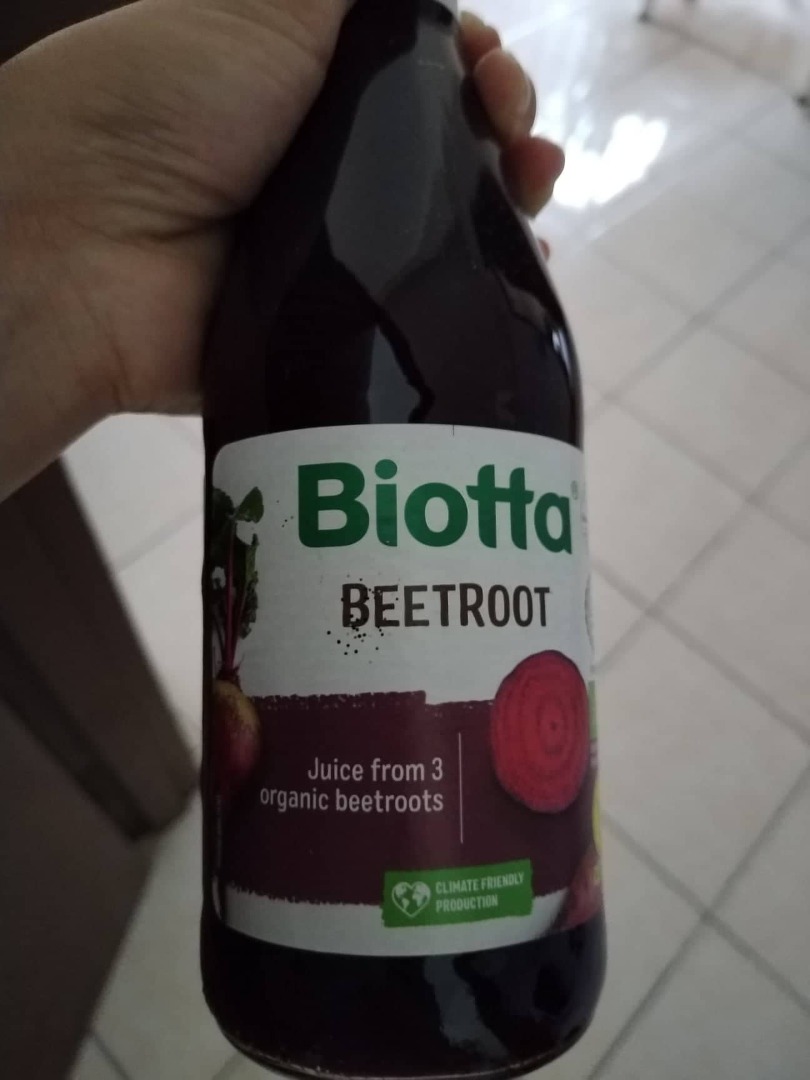 Biotta®
BEETROOT
Juice from 3
organic beetroots
CLIMATE FRIENDLY
PRODUCTION